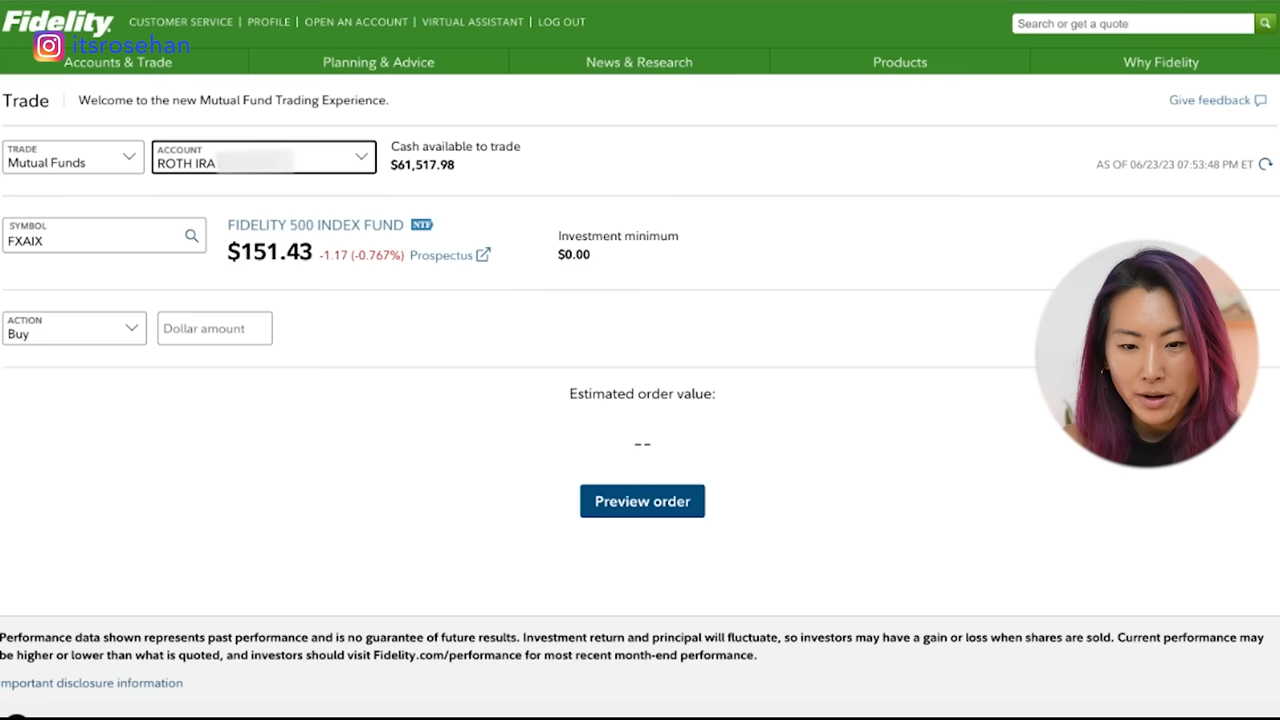 Fidelity
CUSTOMER SERVICE | PROFILE | OPEN AN ACCOUNT | VIRTUAL ASSISTANT | LOG OUT
Search or get a quote
itsrosehan
Accounts & Trade
Planning & Advice
News & Research
Products
Why Fidelity
Trade
Welcome to the new Mutual Fund Trading Experience.
Give feedback
TRADE
Mutual Funds
ACCOUNT
ROTH IRA
Cash available to trade
$61,517.98
AS OF 06/23/23 07:53:48 PM ET
SYMBOL
FXAIX
FIDELITY 500 INDEX FUND NTF
$151.43 -1.17 (-0.767%) Prospectus
Investment minimum
$0.00
ACTION
Buy
Dollar amount
Estimated order value:
--
Preview order
Performance data shown represents past performance and is no guarantee of future results. Investment return and principal will fluctuate, so investors may have a gain or loss when shares are sold. Current performance may
be higher or lower than what is quoted, and investors should visit Fidelity.com/performance for most recent month-end performance.
mportant disclosure information